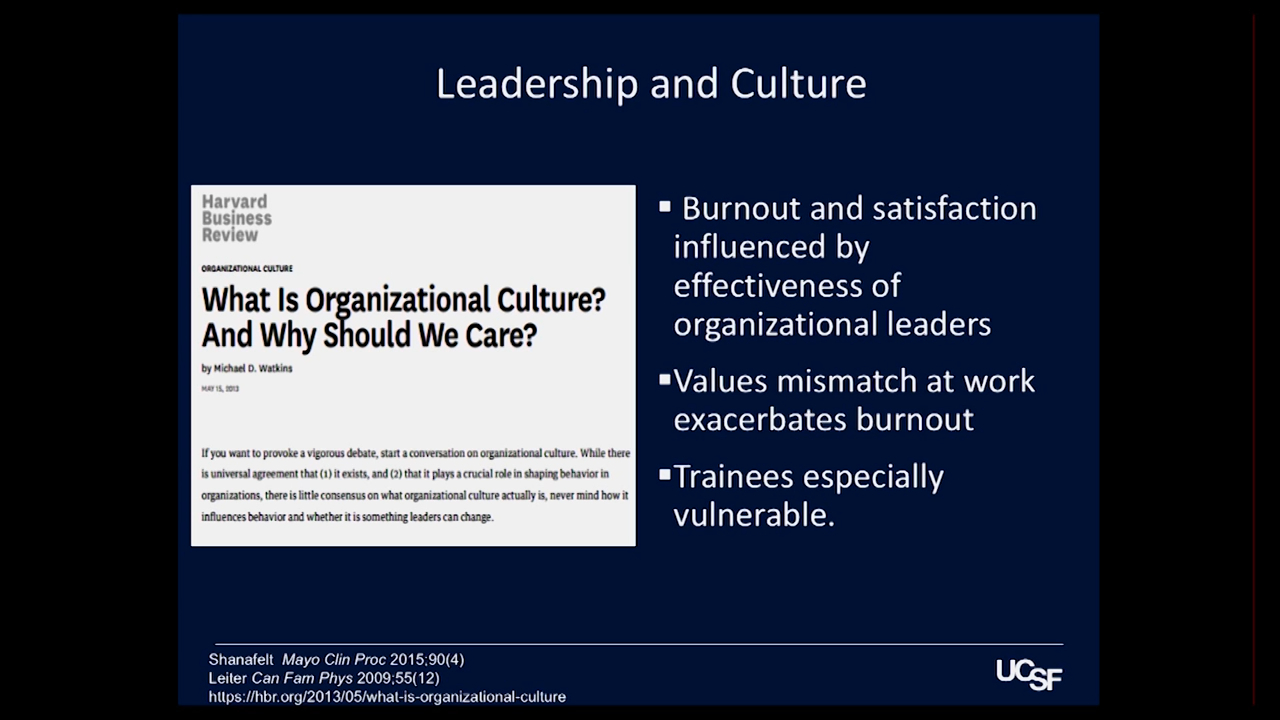 Leadership and Culture
Harvard
Business
Review
ORGANIZATIONAL CULTURE
What Is Organizational Culture?
And Why Should We Care?
by Michael D. Watkins
MAY 15, 2013
If you want to provoke a vigorous debate, start a conversation on organizational culture. While there
is universal agreement that (1) it exists, and (2) that it plays a crucial role in shaping behavior in
organizations, there is little consensus on what organizational culture actually is, never mind how it
influences behavior and whether it is something leaders can change.
▪ Burnout and satisfaction
influenced by
effectiveness of
organizational leaders
▪Values mismatch at work
exacerbates burnout
▪Trainees especially
vulnerable.
Shanafelt Mayo Clin Proc 2015;90(4)
Leiter Can Fam Phys 2009;55(12)
https://hbr.org/2013/05/what-is-organizational-culture
UCSF